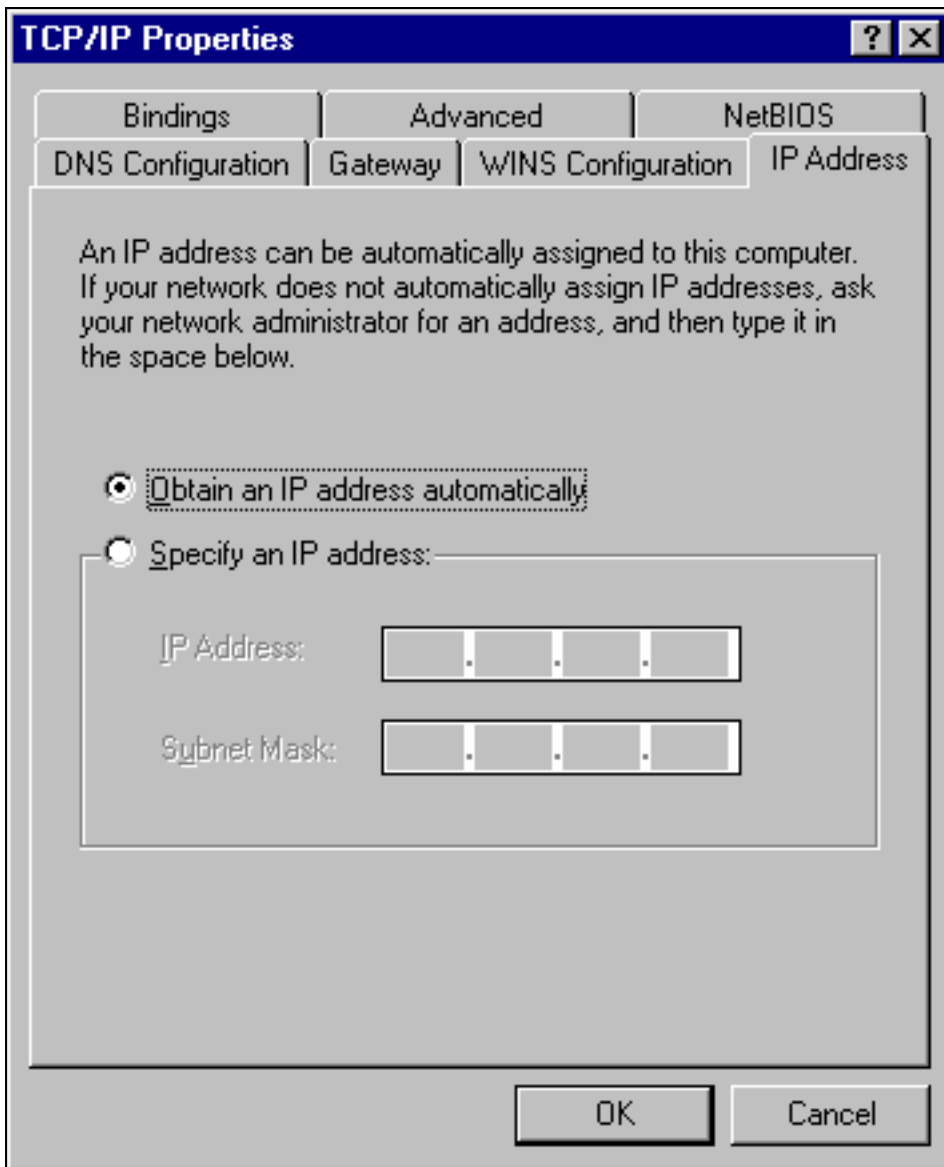 TCP/IP Properties
Bindings Advanced NetBIOS
DNS Configuration Gateway WINS Configuration IP Address
An IP address can be automatically assigned to this computer.
If your network does not automatically assign IP addresses, ask
your network administrator for an address, and then type it in
the space below.
Obtain an IP address automatically
Specify an IP address:
IP Address:
Subnet Mask:
OK Cancel